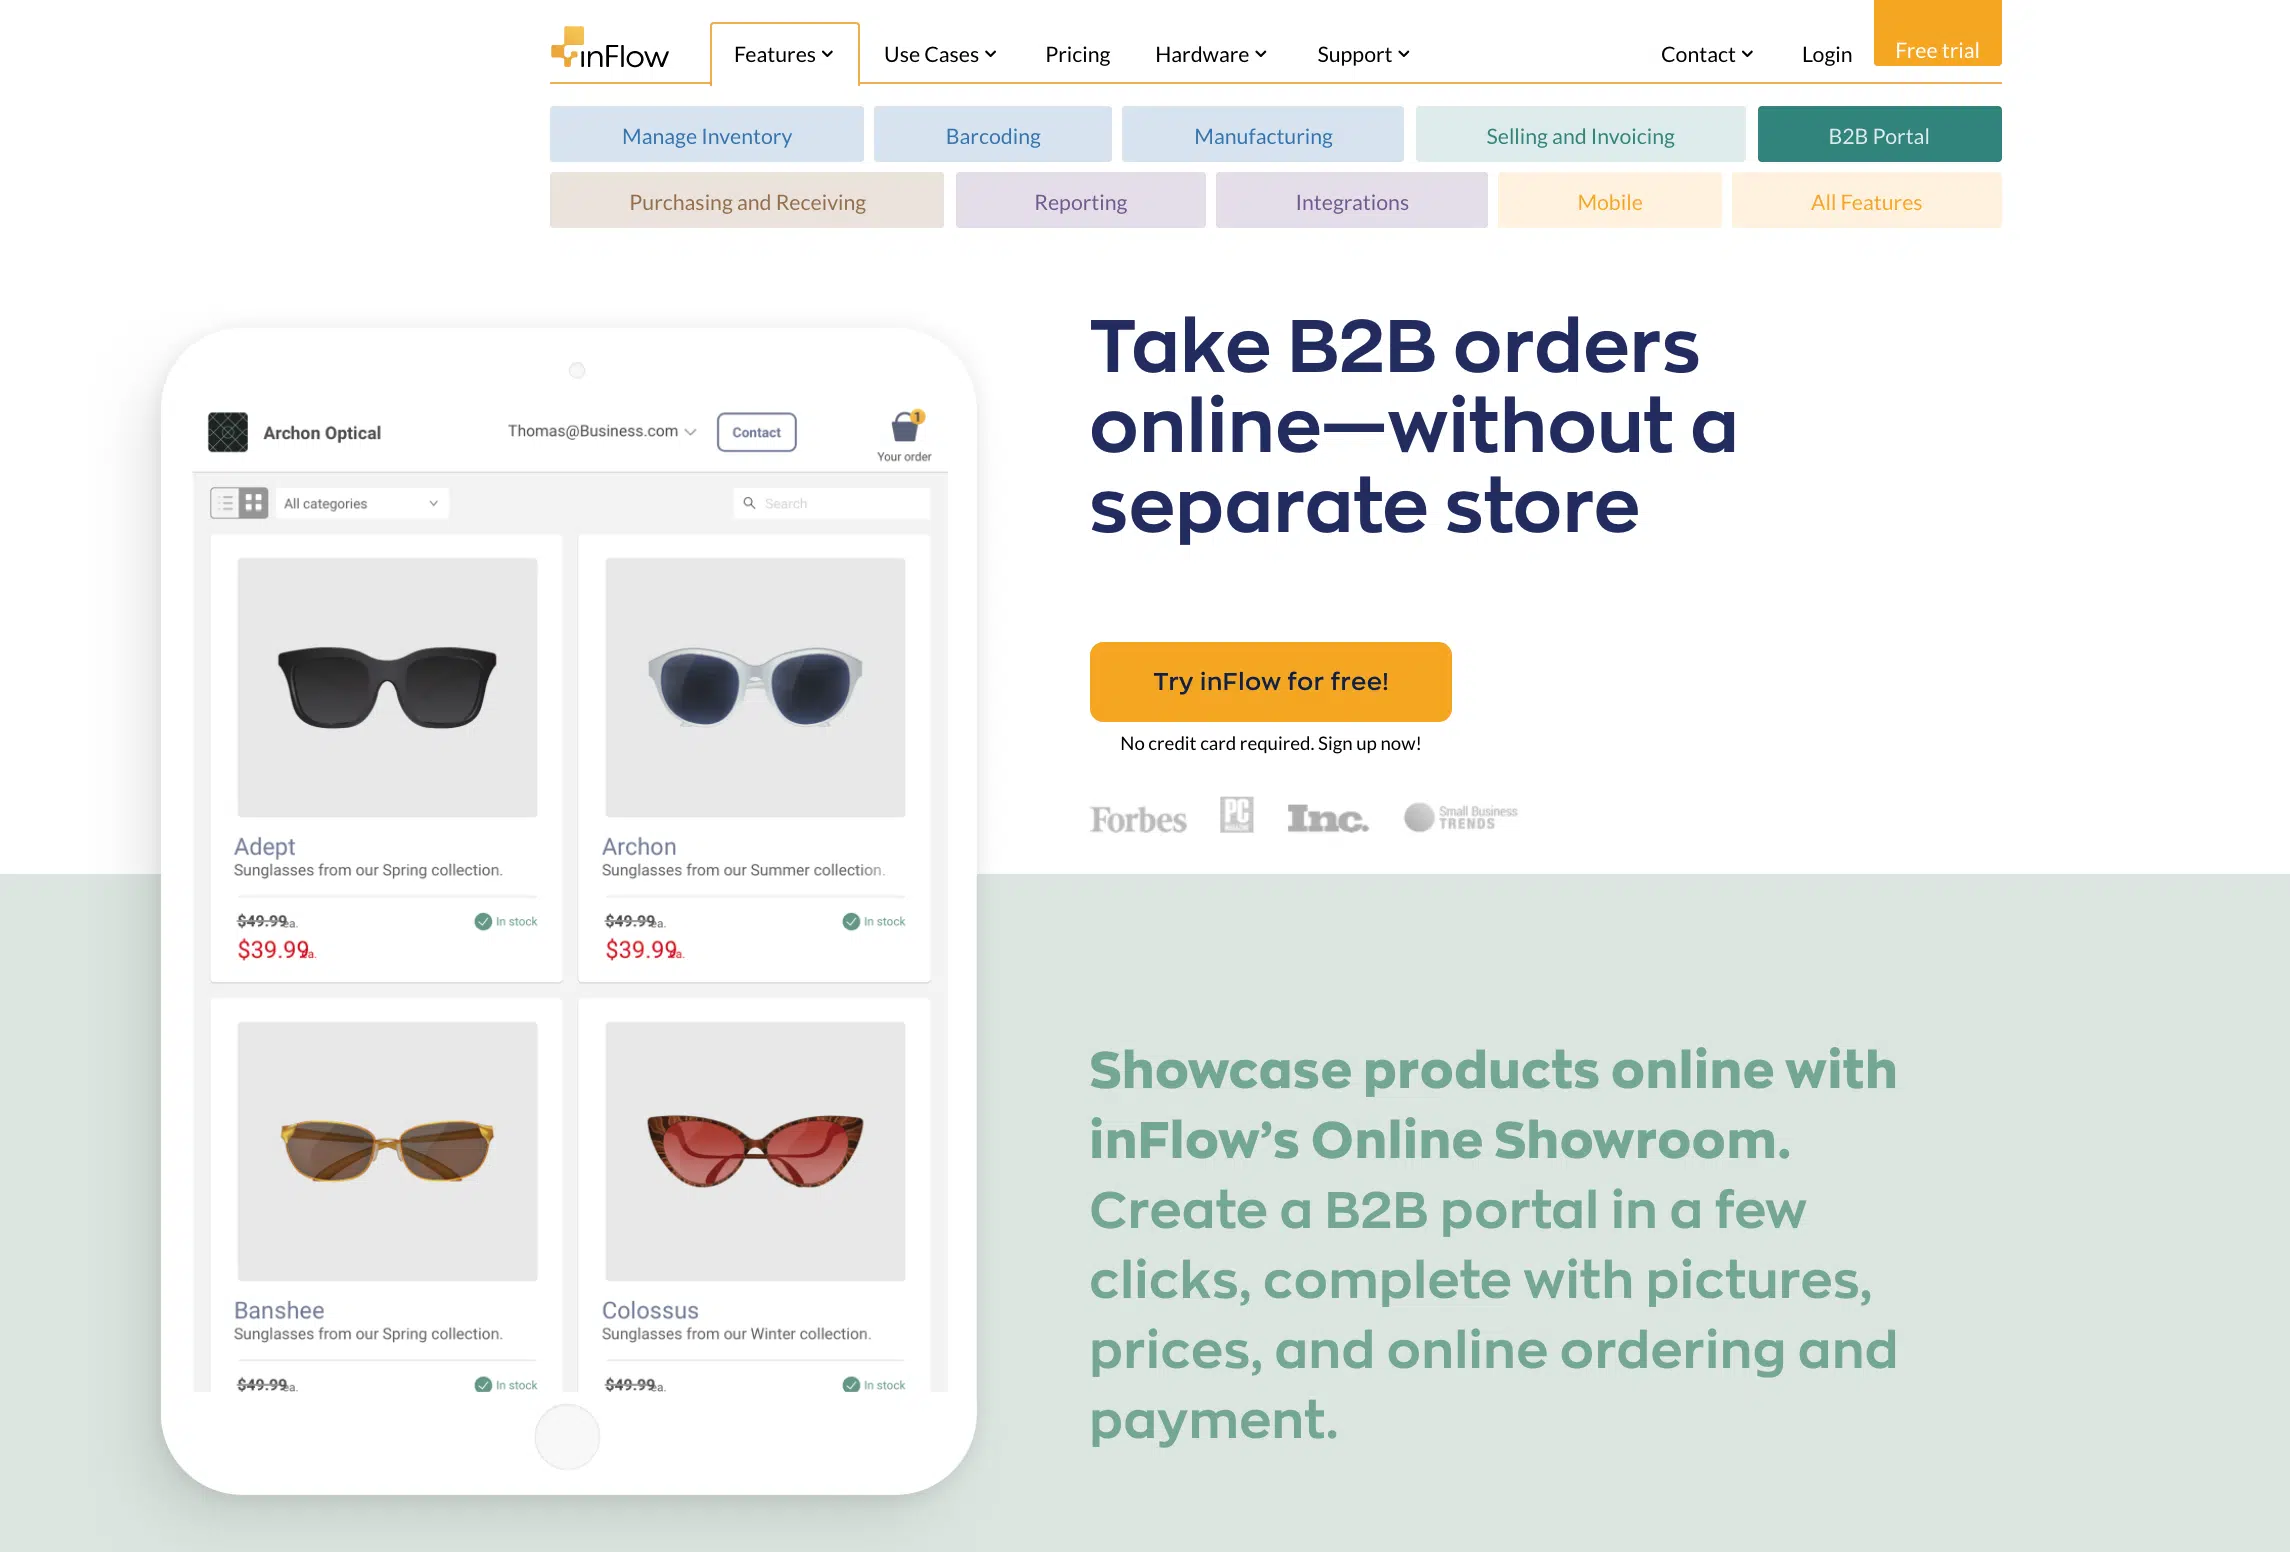 inFlow
Features
Use Cases
Pricing
Hardware
Support
Contact
Login
Free trial
Manage Inventory
Barcoding
Manufacturing
Selling and Invoicing
B2B Portal
Purchasing and Receiving
Reporting
Integrations
Mobile
All Features
Archon Optical
Thomas@Business.com
Contact
1
Your order
All categories
Search
Adept
Sunglasses from our Spring collection.
$49.99 ea.
In stock
$39.99 ea.
Archon
Sunglasses from our Summer collection.
$49.99 ea.
In stock
$39.99 ea.
Banshee
Sunglasses from our Spring collection.
$49.99 ea.
In stock
Colossus
Sunglasses from our Winter collection.
$49.99 ea.
In stock
Take B2B orders
online—without a
separate store
Try inFlow for free!
No credit card required. Sign up now!
Forbes
PC
MAGAZINE
Inc.
Small Business
TRENDS
Showcase products online with
inFlow’s Online Showroom.
Create a B2B portal in a few
clicks, complete with pictures,
prices, and online ordering and
payment.